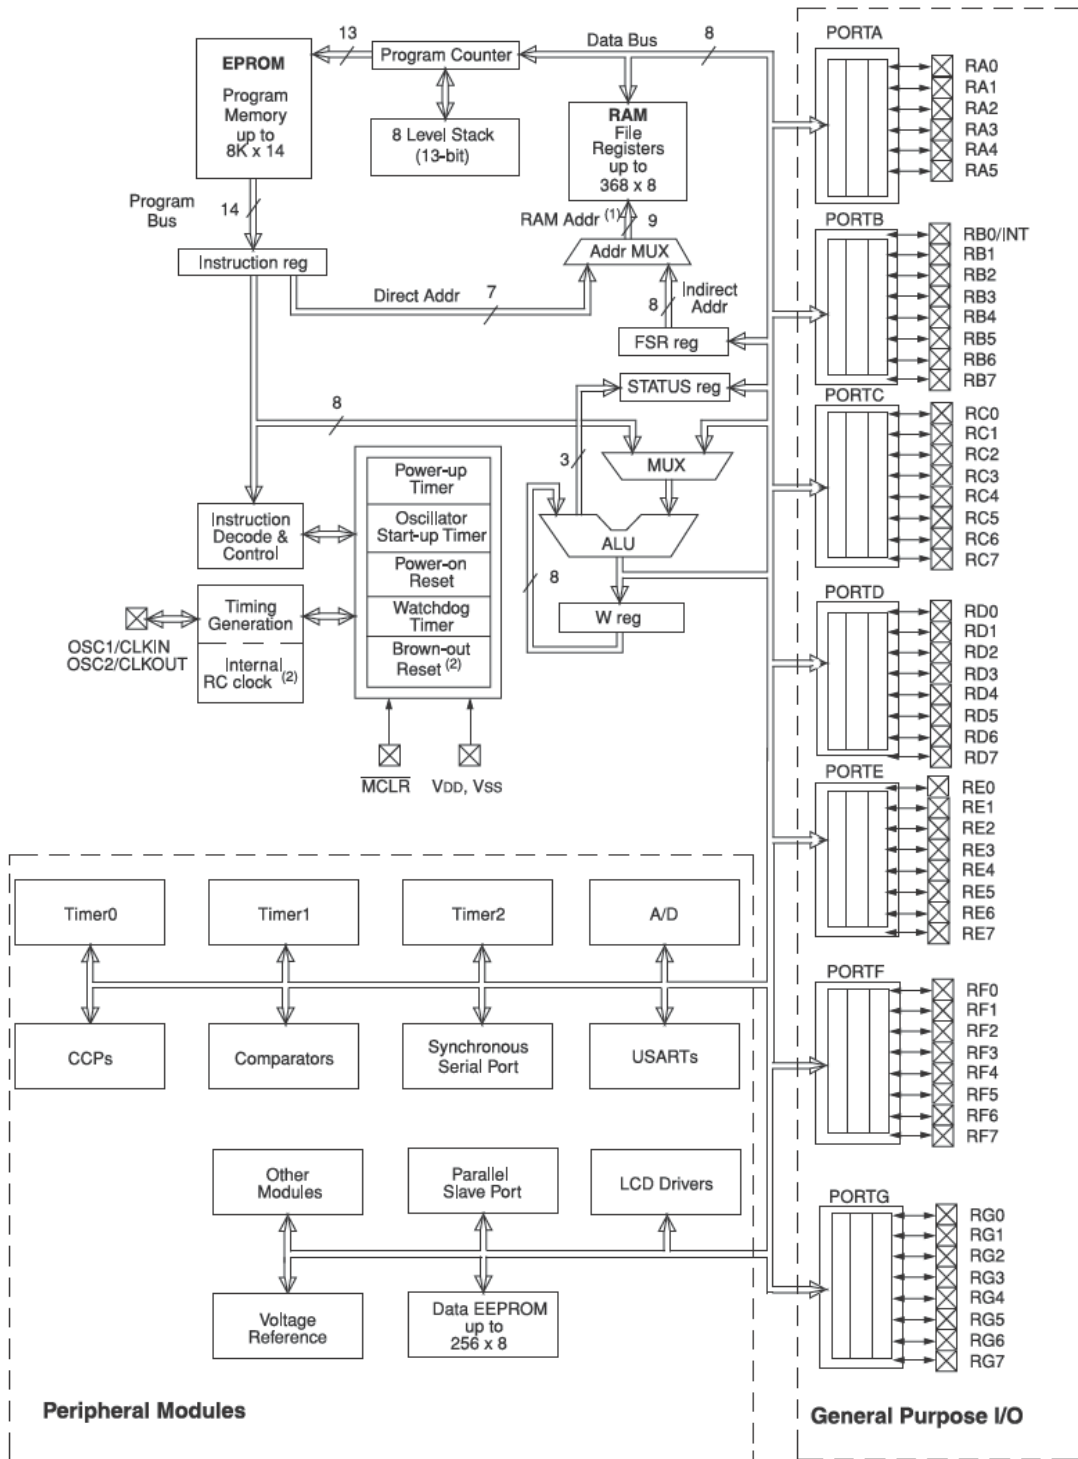 13
Program Counter
Data Bus
8
EPROM
Program
Memory
up to
8K x 14
8 Level Stack
(13-bit)
RAM
File
Registers
up to
368 x 8
Program
Bus
14
RAM Addr (1)
9
Instruction reg
Addr MUX
Direct Addr
7
8
Indirect
Addr
FSR reg
STATUS reg
8
3
MUX
Power-up
Timer
Oscillator
Start-up Timer
Power-on
Reset
Watchdog
Timer
Brown-out
Reset (2)
Instruction
Decode &
Control
ALU
8
W reg
Timing
Generation
Internal
RC clock (2)
OSC1/CLKIN
OSC2/CLKOUT
MCLR
VDD, VSS
PORTA
RA0
RA1
RA2
RA3
RA4
RA5
PORTB
RB0/INT
RB1
RB2
RB3
RB4
RB5
RB6
RB7
PORTC
RC0
RC1
RC2
RC3
RC4
RC5
RC6
RC7
PORTD
RD0
RD1
RD2
RD3
RD4
RD5
RD6
RD7
PORTE
RE0
RE1
RE2
RE3
RE4
RE5
RE6
RE7
PORTF
RF0
RF1
RF2
RF3
RF4
RF5
RF6
RF7
PORTG
RG0
RG1
RG2
RG3
RG4
RG5
RG6
RG7
General Purpose I/O
Timer0
Timer1
Timer2
A/D
CCPs
Comparators
Synchronous
Serial Port
USARTs
Other
Modules
Parallel
Slave Port
LCD Drivers
Voltage
Reference
Data EEPROM
up to
256 x 8
Peripheral Modules